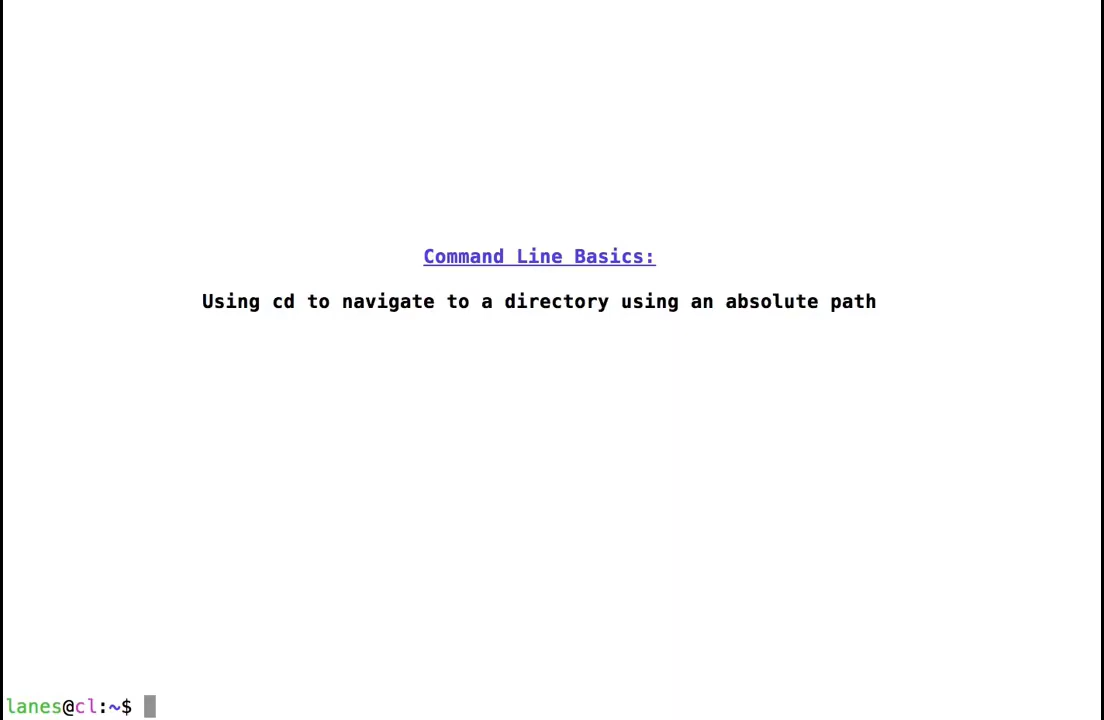 Command Line Basics:
Using cd to navigate to a directory using an absolute path
lanes@cl:~$